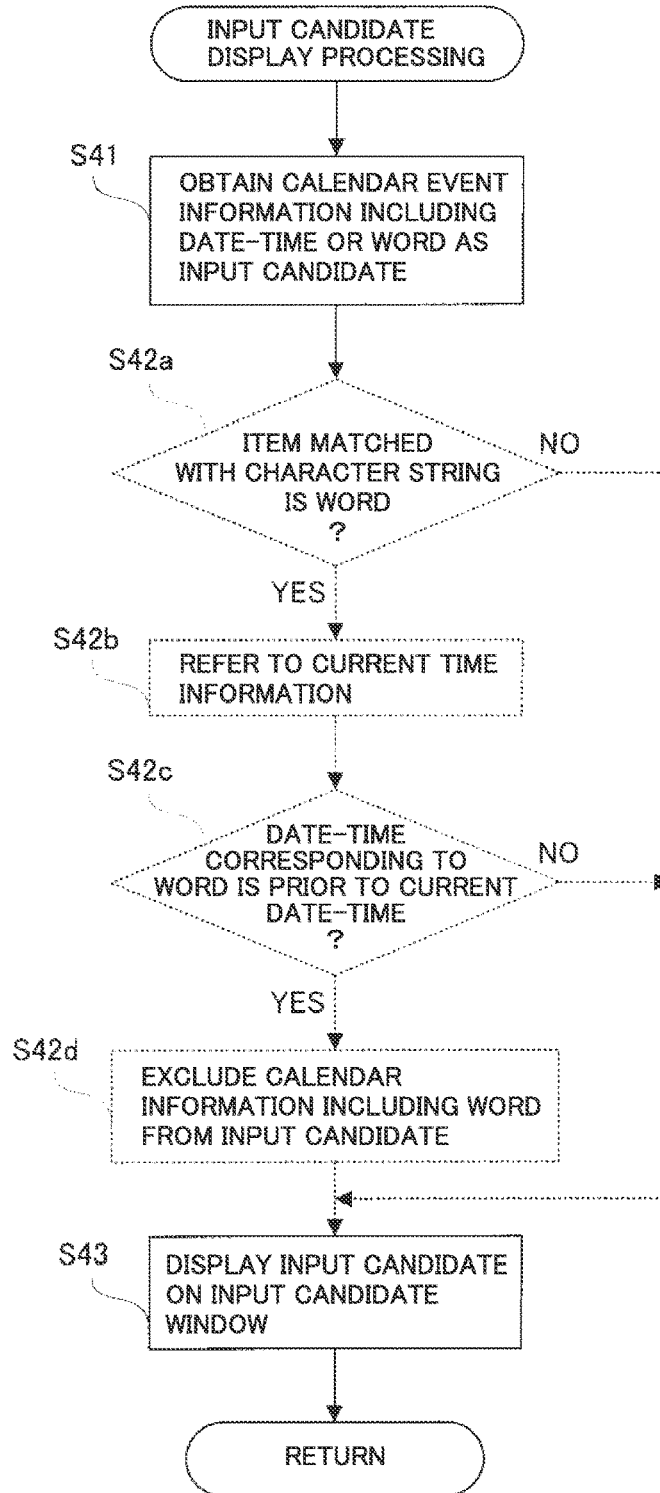 INPUT CANDIDATE
DISPLAY PROCESSING
S41
OBTAIN CALENDAR EVENT
INFORMATION INCLUDING
DATE-TIME OR WORD AS
INPUT CANDIDATE
S42a
ITEM MATCHED
WITH CHARACTER STRING
IS WORD
?
NO
YES
S42b
REFER TO CURRENT TIME
INFORMATION
S42c
DATE-TIME
CORRESPONDING TO
WORD IS PRIOR TO CURRENT
DATE-TIME
?
NO
YES
S42d
EXCLUDE CALENDAR
INFORMATION INCLUDING WORD
FROM INPUT CANDIDATE
S43
DISPLAY INPUT CANDIDATE
ON INPUT CANDIDATE
WINDOW
RETURN